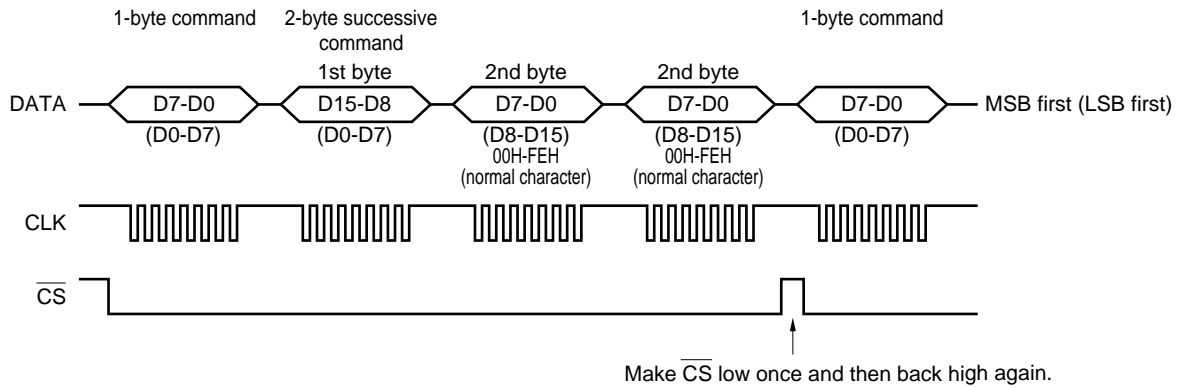 1-byte command
2-byte successive
command
1-byte command
1st byte
2nd byte
2nd byte
DATA
D7-D0
D15-D8
D7-D0
D7-D0
D7-D0
MSB first (LSB first)
(D0-D7)
(D0-D7)
(D8-D15)
(D8-D15)
(D0-D7)
00H-FEH
00H-FEH
(normal character)
(normal character)
CLK
CS
Make CS low once and then back high again.